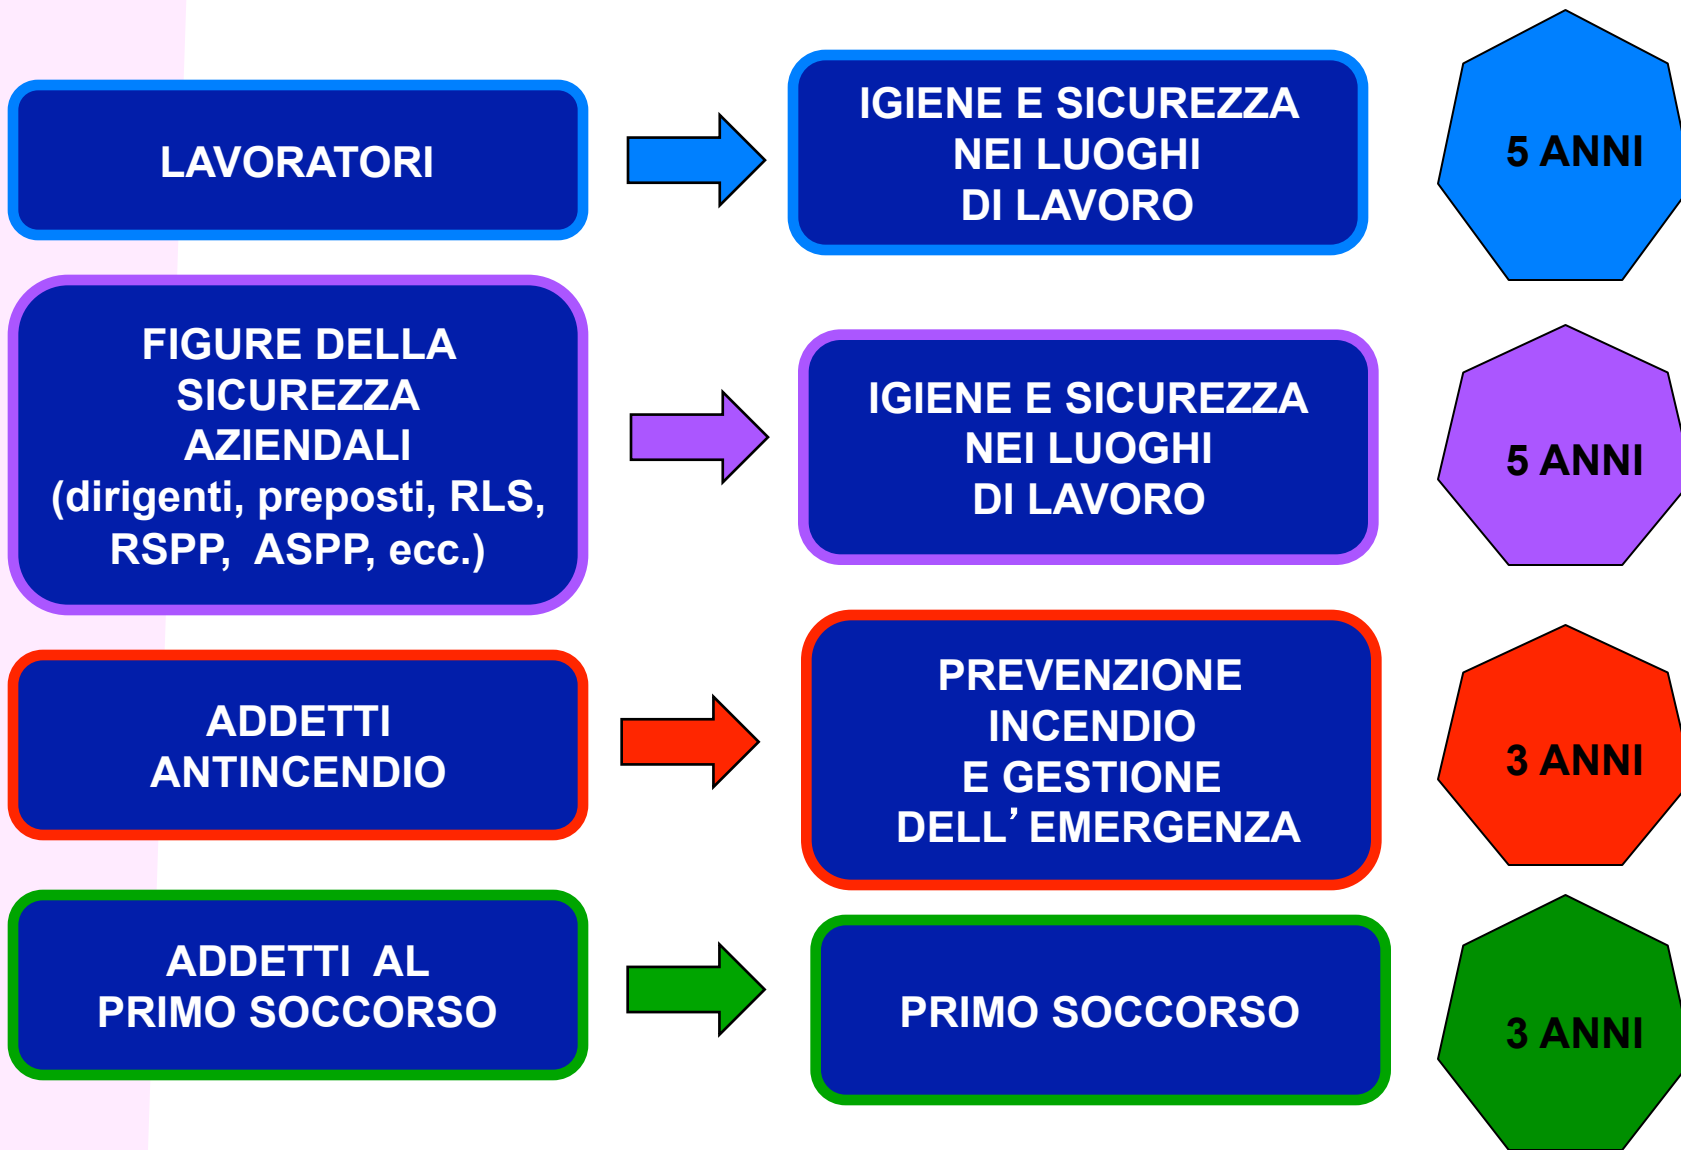 LAVORATORI
IGIENE E SICUREZZA
NEI LUOGHI
DI LAVORO
5 ANNI
FIGURE DELLA
SICUREZZA
AZIENDALI
(dirigenti, preposti, RLS,
RSPP, ASPP, ecc.)
IGIENE E SICUREZZA
NEI LUOGHI
DI LAVORO
5 ANNI
ADDETTI
ANTINCENDIO
PREVENZIONE
INCENDIO
E GESTIONE
DELL’ EMERGENZA
3 ANNI
ADDETTI AL
PRIMO SOCCORSO
PRIMO SOCCORSO
3 ANNI